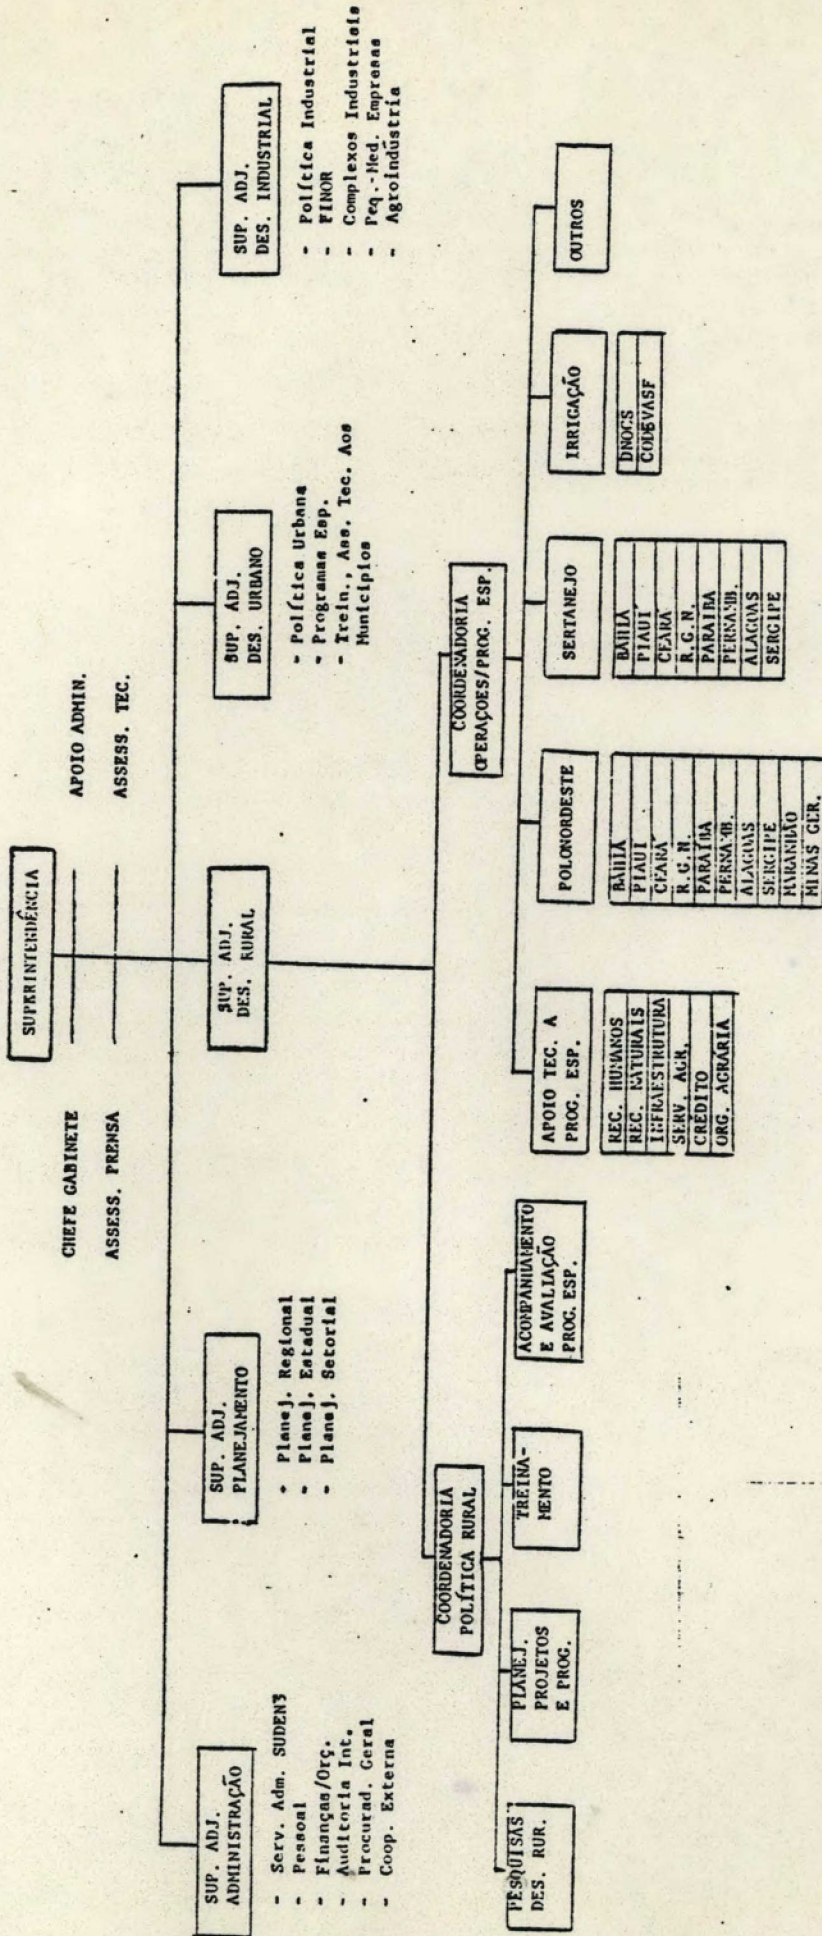 SUPERINTENDÊNCIA
CHEFE GABINETE
APOIO ADMIN.
ASSESS. PRENSA
ASSESS. TEC.
SUP. ADJ.
ADMINISTRAÇÃO
- Serv. Adm. SUDENE
- Pessoal
- Finanças/Orç.
- Auditoria Int.
- Procurad. Geral
- Coop. Externa
SUP. ADJ.
PLANEJAMENTO
- Planej. Regional
- Planej. Estadual
- Planej. Setorial
SUP. ADJ.
DES. RURAL
SUP. ADJ.
DES. URBANO
- Política Urbana
- Programas Esp.
- Trein., Ass. Tec. Aos
Municípios
SUP. ADJ.
DES. INDUSTRIAL
- Política Industrial
- FINOR
- Complexos Industriais
- Peq.-Med. Empresas
- Agroindústria
COORDENADORIA
POLÍTICA RURAL
COORDENADORIA
OPERAÇOES/PROG. ESP.
PESQUISAS
DES. RUR.
PLANEJ.
PROJETOS
E PROG.
TREINA-
MENTO
ACOMPANHAMENTO
E AVALIAÇÃO
PROG. ESP.
APOIO TEC. A
PROG. ESP.
REC. HUMANOS
REC. NATURAIS
INFRAESTRUTURA
SERV. AGR.
CREDITO
ORG. AGRÁRIA
POLONORDESTE
BAHIA
PIAUI
CEARÁ
R.G.N.
PARAÍBA
PERNAMB.
ALAGOAS
SERGIPE
MARANHÃO
MINAS GER.
SERTANEJO
BAHIA
PIAUÍ
CEARÁ
R.G.N.
PARAIBA
PERNAMB.
ALAGOAS
SERGIPE
IRRIGAÇÃO
DNOCS
CODEVASF
OUTROS